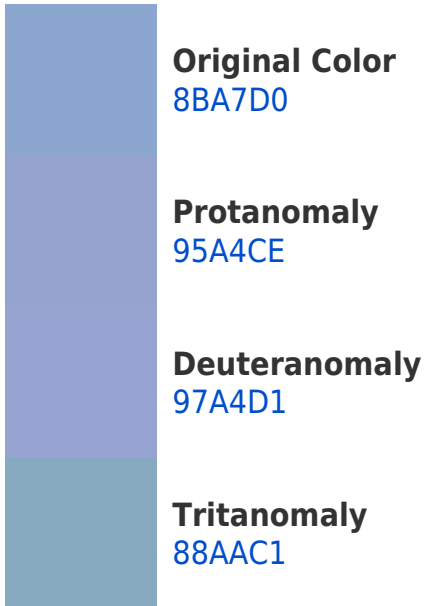 Original Color
8BA7D0
Protanomaly
95A4CE
Deuteranomaly
97A4D1
Tritanomaly
88AAC1